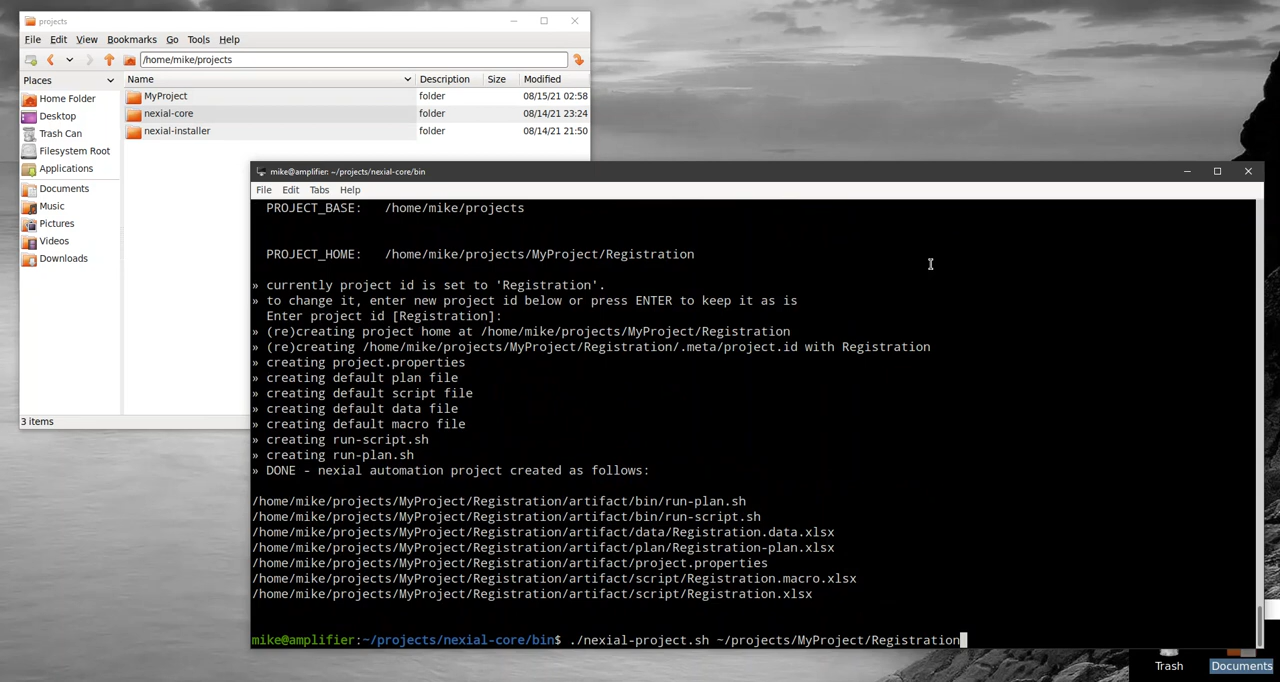 projects
File Edit View Bookmarks Go Tools Help
/home/mike/projects
Places
Home Folder
Desktop
Trash Can
Filesystem Root
Applications
Documents
Music
Pictures
Videos
Downloads
Name Description Size Modified
MyProject folder 08/15/21 02:58
nexial-core folder 08/14/21 23:24
nexial-installer folder 08/14/21 21:50
3 items
mike@amplifier: ~/projects/nexial-core/bin
File Edit Tabs Help
PROJECT_BASE: /home/mike/projects
PROJECT_HOME: /home/mike/projects/MyProject/Registration
» currently project id is set to 'Registration'.
» to change it, enter new project id below or press ENTER to keep it as is
Enter project id [Registration]:
» (re)creating project home at /home/mike/projects/MyProject/Registration
» (re)creating /home/mike/projects/MyProject/Registration/.meta/project.id with Registration
» creating project.properties
» creating default plan file
» creating default script file
» creating default data file
» creating default macro file
» creating run-script.sh
» creating run-plan.sh
» DONE - nexial automation project created as follows:
/home/mike/projects/MyProject/Registration/artifact/bin/run-plan.sh
/home/mike/projects/MyProject/Registration/artifact/bin/run-script.sh
/home/mike/projects/MyProject/Registration/artifact/data/Registration.data.xlsx
/home/mike/projects/MyProject/Registration/artifact/plan/Registration-plan.xlsx
/home/mike/projects/MyProject/Registration/artifact/project.properties
/home/mike/projects/MyProject/Registration/artifact/script/Registration.macro.xlsx
/home/mike/projects/MyProject/Registration/artifact/script/Registration.xlsx
mike@amplifier:~/projects/nexial-core/bin$ ./nexial-project.sh ~/projects/MyProject/Registration
Trash
Documents